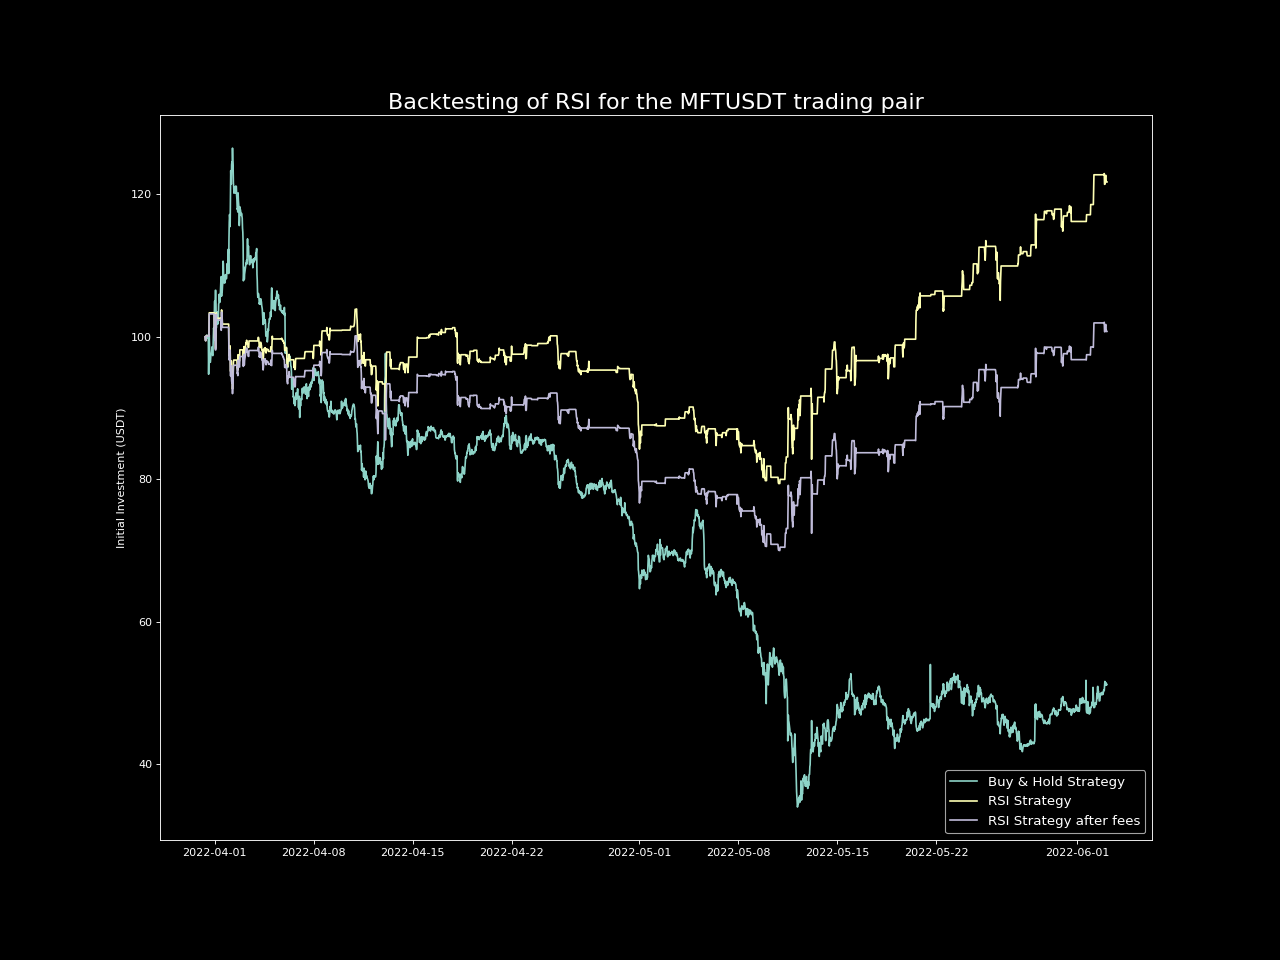 Backtesting of RSI for the MFTUSDT trading pair
120
100
80
60
40
Initial Investment (USDT)
2022-04-01
2022-04-08
2022-04-15
2022-04-22
2022-05-01
2022-05-08
2022-05-15
2022-05-22
2022-06-01
Buy & Hold Strategy
RSI Strategy
RSI Strategy after fees